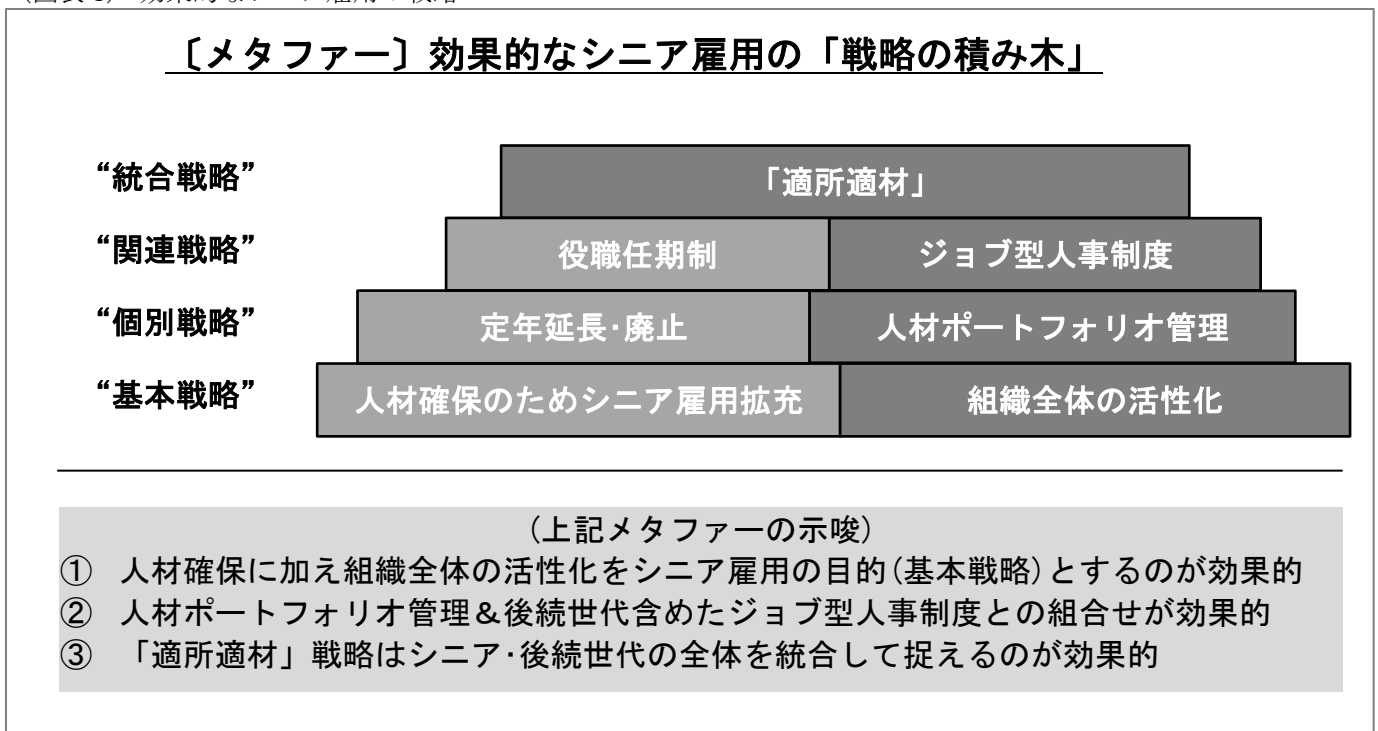 〔メタファー〕効果的なシニア雇用の「戦略の積み木」
“統合戦略”
「適所適材」
“関連戦略”
役職任期制
ジョブ型人事制度
“個別戦略”
定年延長･廃止
人材ポートフォリオ管理
“基本戦略”
人材確保のためシニア雇用拡充
組織全体の活性化
(上記メタファーの示唆)
① 人材確保に加え組織全体の活性化をシニア雇用の目的(基本戦略)とするのが効果的
② 人材ポートフォリオ管理＆後続世代含めたジョブ型人事制度との組合せが効果的
③ 「適所適材」戦略はシニア･後続世代の全体を統合して捉えるのが効果的